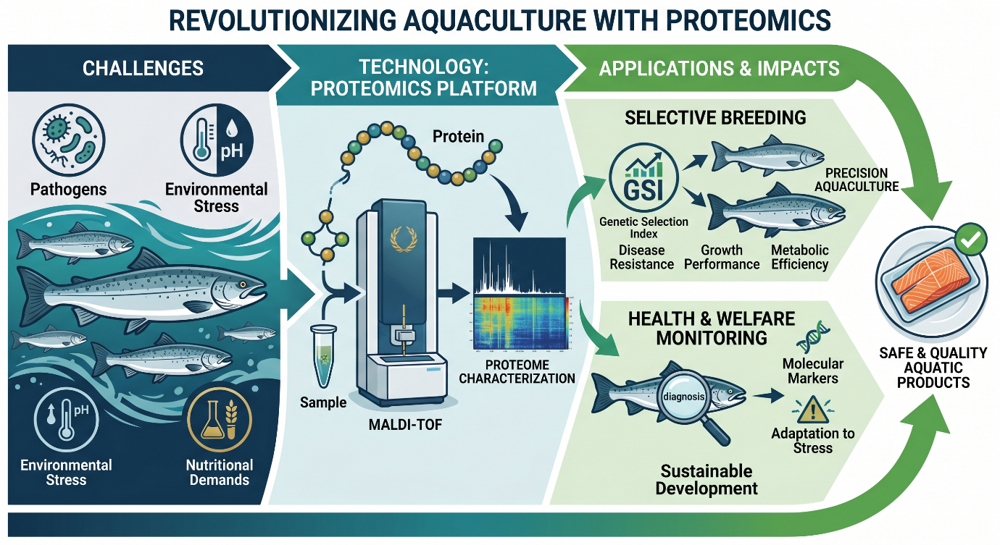 REVOLUTIONIZING AQUACULTURE WITH PROTEOMICS
CHALLENGES
Pathogens
pH
Environmental
Stress
pH
Environmental
Stress
Nutritional
Demands
TECHNOLOGY:
PROTEOMICS PLATFORM
Protein
Sample
MALDI-TOF
PROTEOME
CHARACTERIZATION
APPLICATIONS & IMPACTS
SELECTIVE BREEDING
GSI
Genetic Selection
Index
PRECISION
AQUACULTURE
Disease
Resistance
Growth
Performance
Metabolic
Efficiency
HEALTH & WELFARE
MONITORING
diagnosis
Molecular
Markers
Adaptation to
Stress
Sustainable
Development
SAFE & QUALITY
AQUATIC
PRODUCTS